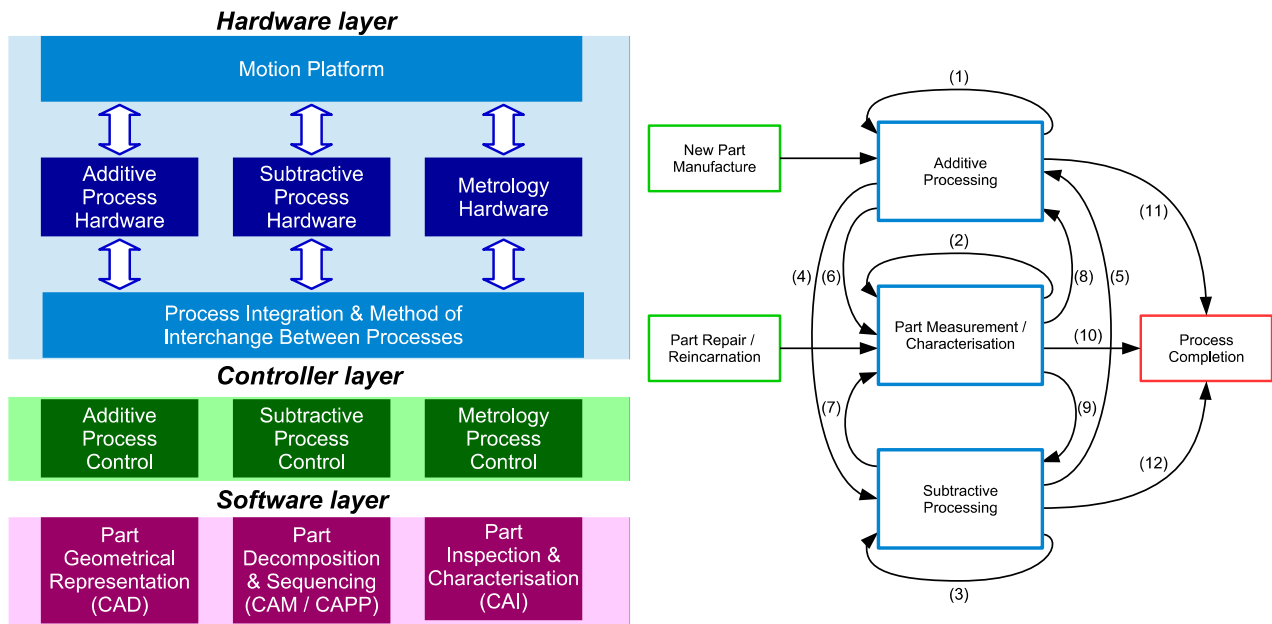 Hardware layer
Motion Platform
Additive
Process
Hardware
Subtractive
Process
Hardware
Metrology
Hardware
Process Integration & Method of
Interchange Between Processes
Controller layer
Additive
Process
Control
Subtractive
Process
Control
Metrology
Process
Control
Software layer
Part
Geometrical
Representation
(CAD)
Part
Decomposition
& Sequencing
(CAM / CAPP)
Part
Inspection &
Characterisation
(CAI)
(1)
New Part
Manufacture
Additive
Processing
(11)
(2)
(4)
(6)
(8)
(5)
Part Repair /
Reincarnation
Part Measurement /
Characterisation
(10)
Process
Completion
(7)
(9)
(12)
Subtractive
Processing
(3)